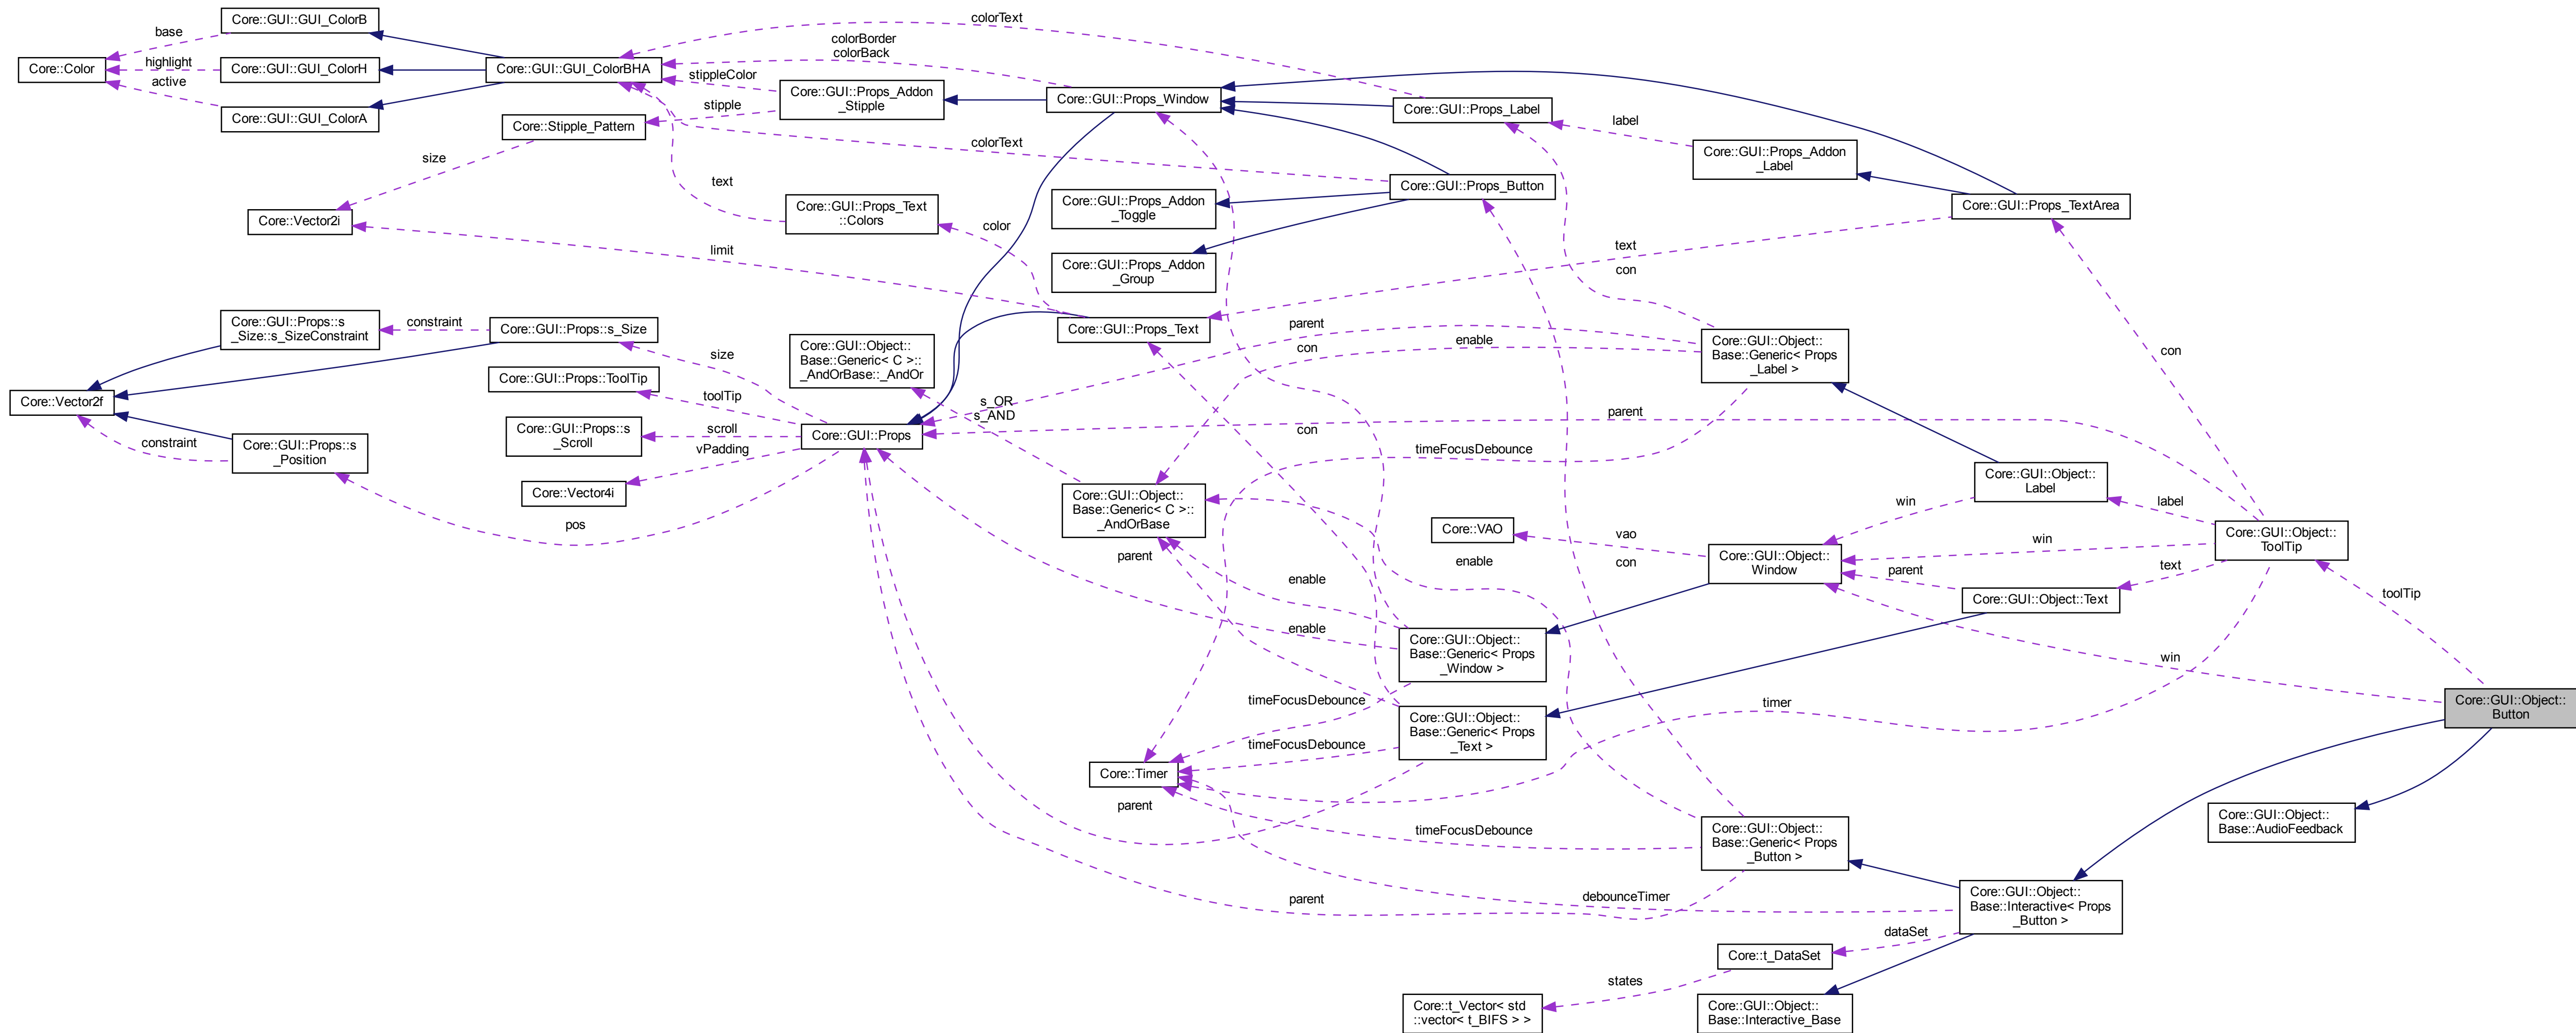 Core::GUI::GUI_ColorB
colorText
base
colorBorder
colorBack
Core::Color
highlight
Core::GUI::GUI_ColorH
Core::GUI::GUI_ColorBHA
stippleColor
active
Core::GUI::Props_Addon
_Stipple
Core::GUI::Props_Window
Core::GUI::Props_Label
stipple
Core::GUI::GUI_ColorA
Core::Stipple_Pattern
label
colorText
Core::GUI::Props_Addon
_Label
size
text
Core::GUI::Props_Button
Core::Vector2i
Core::GUI::Props_Text
::Colors
Core::GUI::Props_Addon
_Toggle
Core::GUI::Props_TextArea
color
limit
text
con
Core::GUI::Props_Addon
_Group
Core::GUI::Props::s
_Size::s_SizeConstraint
constraint
Core::GUI::Props::s_Size
Core::GUI::Props_Text
parent
enable
con
Core::GUI::Object::
Base::Generic< Props
_Label >
Core::GUI::Object::
Base::Generic< C >::
_AndOrBase::_AndOr
size
con
Core::GUI::Props::ToolTip
toolTip
Core::Vector2f
s_OR
s_AND
parent
Core::GUI::Props::s
_Scroll
scroll
Core::GUI::Props
con
constraint
Core::GUI::Props::s
_Position
vPadding
timeFocusDebounce
Core::Vector4i
Core::GUI::Object::
Base::Generic< C >::
_AndOrBase
Core::GUI::Object::
Label
win
label
pos
Core::VAO
vao
win
Core::GUI::Object::
ToolTip
parent
enable
con
Core::GUI::Object::
Window
parent
text
enable
toolTip
Core::GUI::Object::Text
enable
Core::GUI::Object::
Base::Generic< Props
_Window >
win
timeFocusDebounce
timer
Core::GUI::Object::
Button
Core::GUI::Object::
Base::Generic< Props
_Text >
timeFocusDebounce
Core::Timer
parent
timeFocusDebounce
Core::GUI::Object::
Base::Generic< Props
_Button >
Core::GUI::Object::
Base::AudioFeedback
parent
debounceTimer
Core::GUI::Object::
Base::Interactive< Props
_Button >
dataSet
Core::t_DataSet
states
Core::t_Vector< std
::vector< t_BIFS > >
Core::GUI::Object::
Base::Interactive_Base